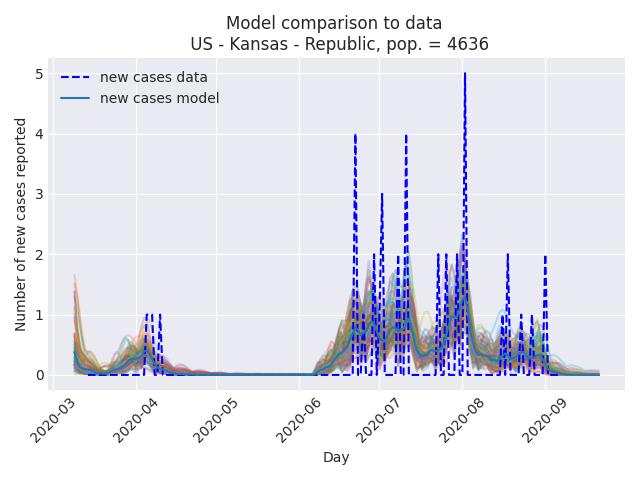 Model comparison to data
US - Kansas - Republic, pop. = 4636
new cases data
new cases model
Number of new cases reported
5
4
3
2
1
0
2020-03
2020-04
2020-05
2020-06
2020-07
2020-08
2020-09
Day